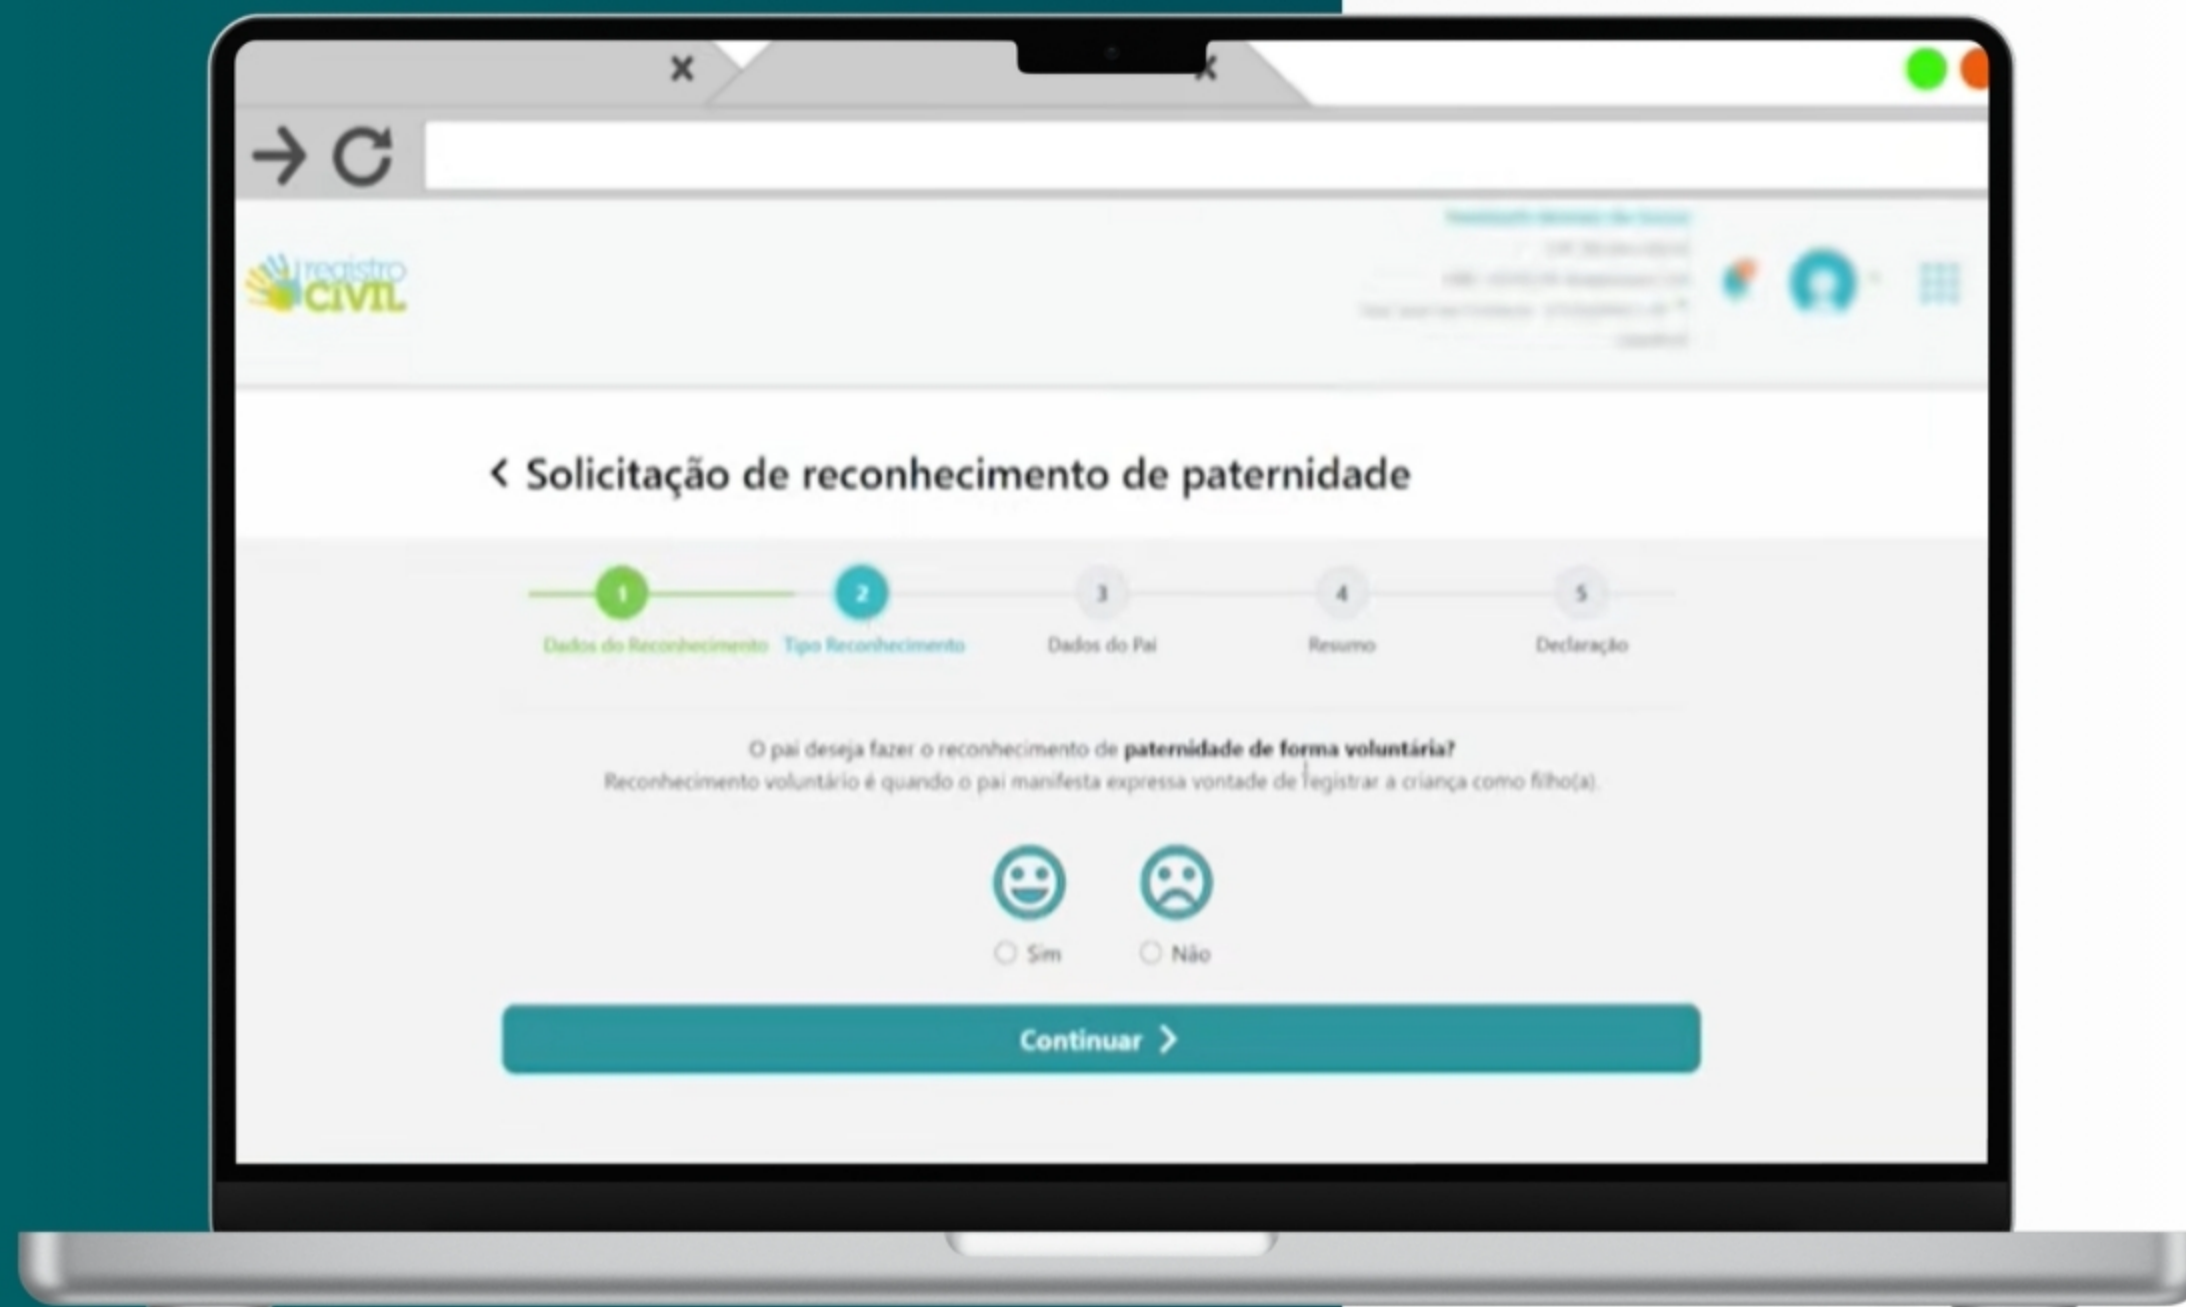 registro
CIVIL
Solicitação de reconhecimento de paternidade
1 2 3 4 5
Dados do Reconhecimento Tipo Reconhecimento Dados do Pai Resumo Declaração
O pai deseja fazer o reconhecimento de paternidade de forma voluntária?
Reconhecimento voluntário é quando o pai manifesta expressa vontade de registrar a criança como filho(a).
Sim Não
Continuar